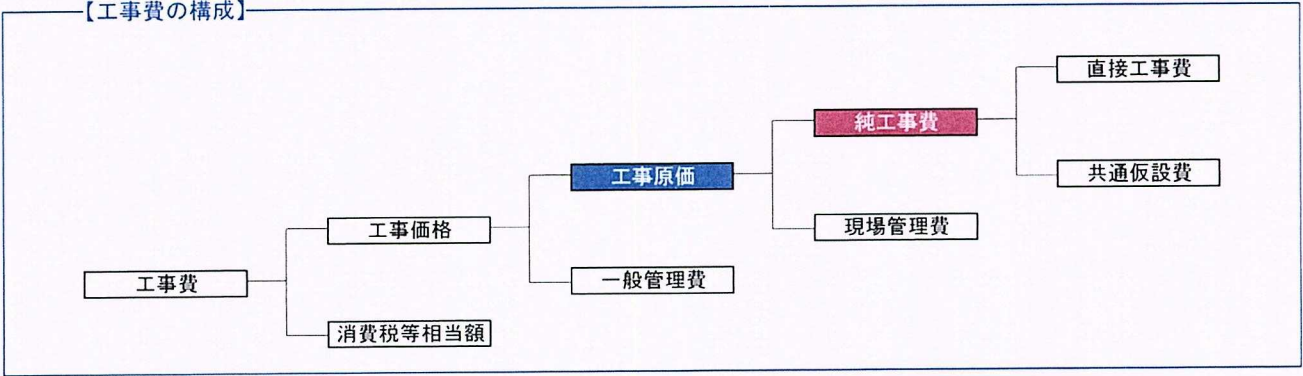 【工事費の構成】
直接工事費
純工事費
共通仮設費
工事原価
現場管理費
工事価格
一般管理費
工事費
消費税等相当額